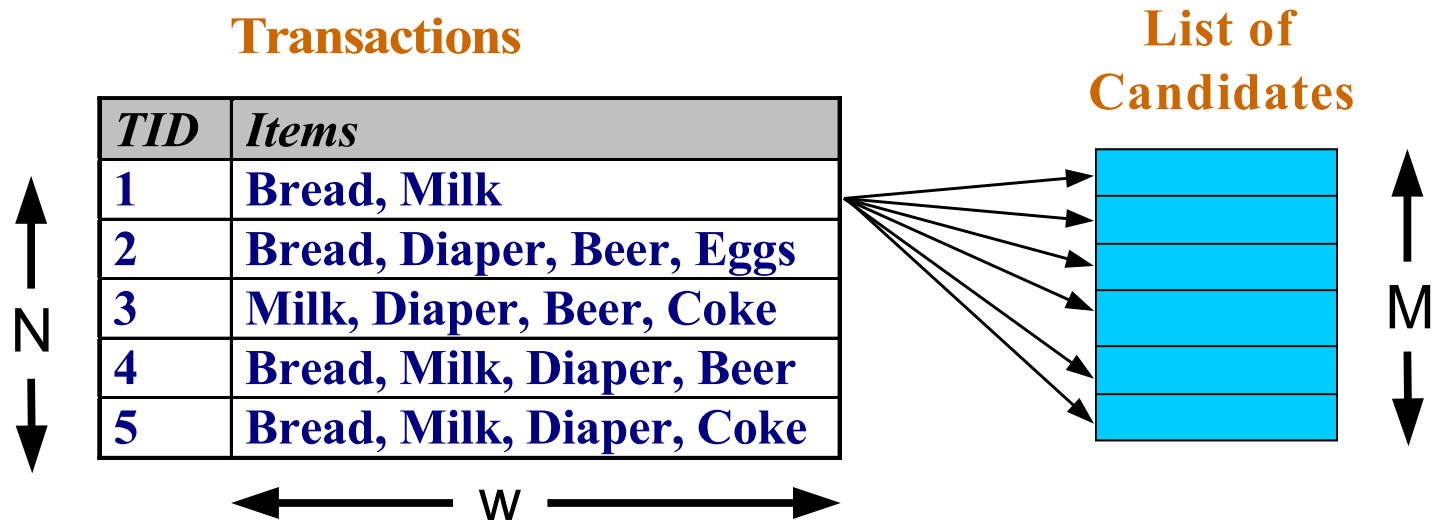 Transactions
List of
Candidates
TID Items
1 Bread, Milk
2 Bread, Diaper, Beer, Eggs
3 Milk, Diaper, Beer, Coke
4 Bread, Milk, Diaper, Beer
5 Bread, Milk, Diaper, Coke
N
M
w